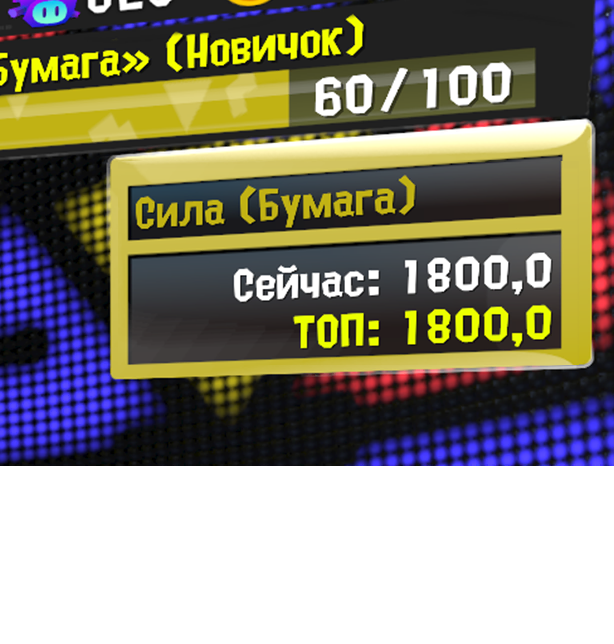 Бумага» (Новичок)
60/100
Сила (Бумага)
Сейчас: 1800,0
ТОП: 1800,0